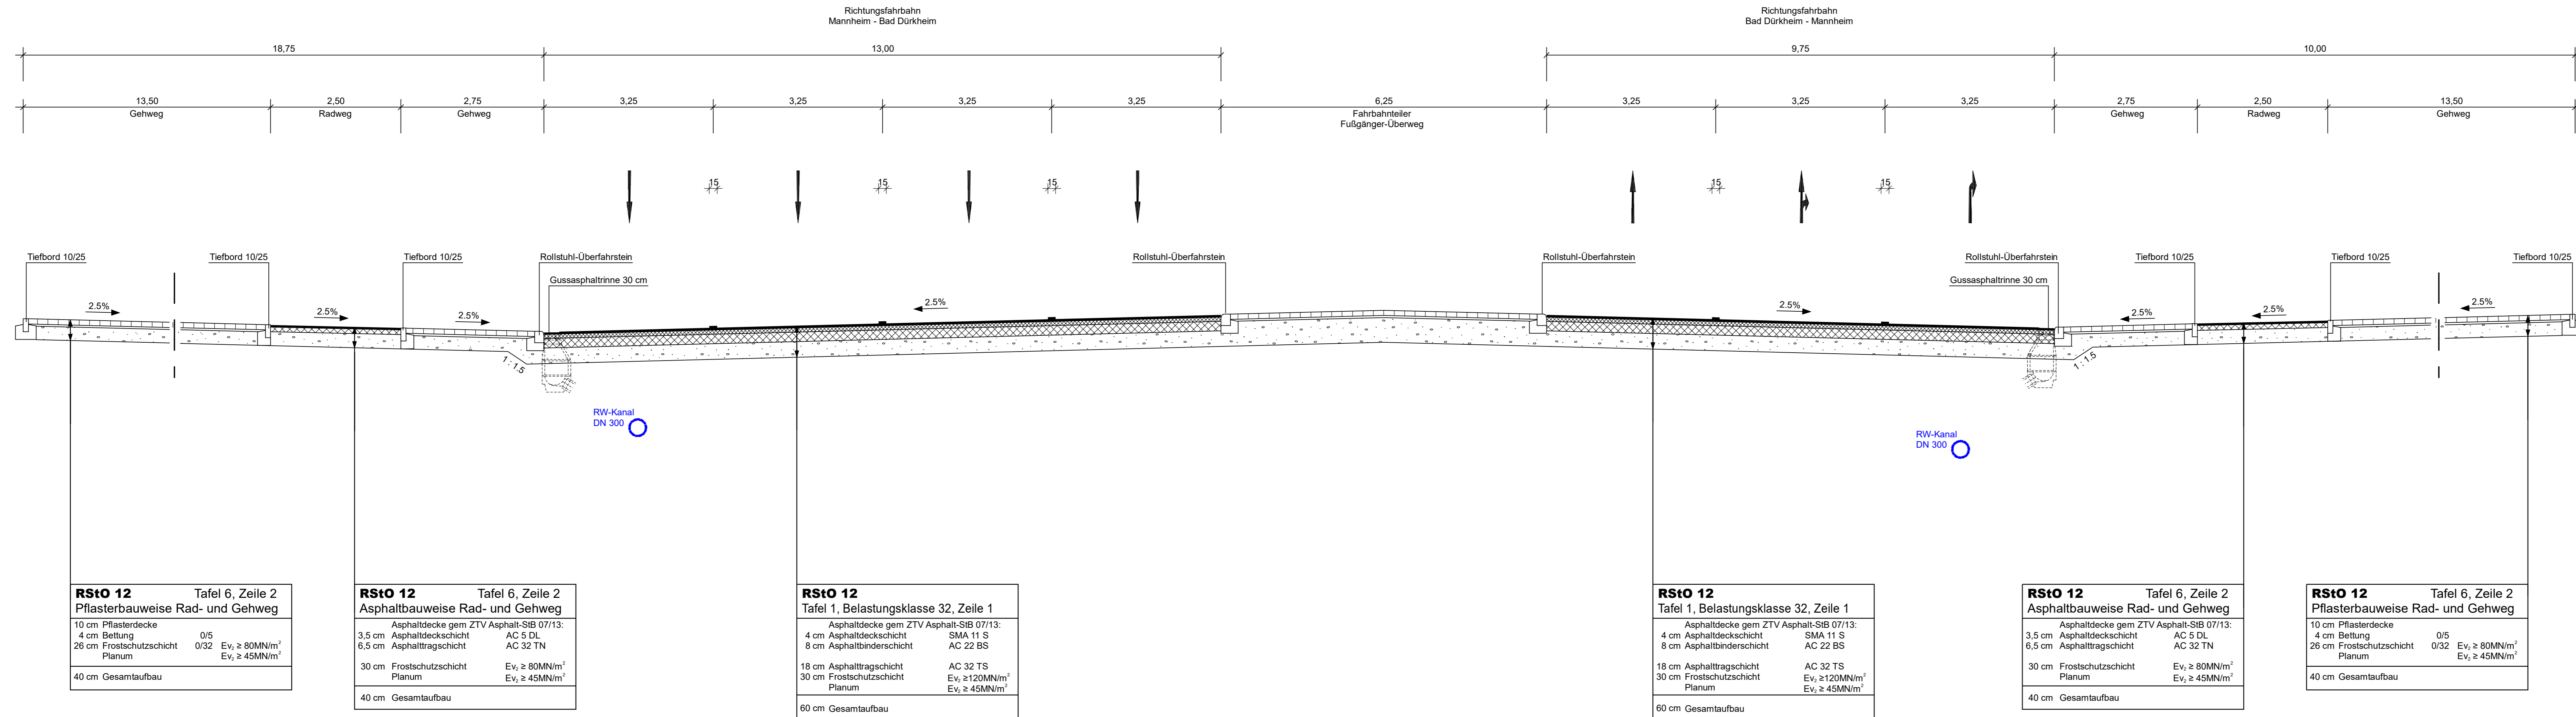 Richtungsfahrbahn
Mannheim - Bad Dürkheim
Richtungsfahrbahn
Bad Dürkheim - Mannheim
18,75
13,00
9,75
10,00
13,50
2,50
2,75
3,25
3,25
3,25
3,25
6,25
3,25
3,25
3,25
2,75
2,50
13,50
Gehweg
Radweg
Gehweg
Fahrbahnteiler
Fußgänger-Überweg
Gehweg
Radweg
Gehweg
15
15
15
15
15
Tiefbord 10/25
Tiefbord 10/25
Tiefbord 10/25
Rollstuhl-Überfahrstein
Gussasphaltrinne 30 cm
Rollstuhl-Überfahrstein
Rollstuhl-Überfahrstein
Rollstuhl-Überfahrstein
Gussasphaltrinne 30 cm
Tiefbord 10/25
Tiefbord 10/25
Tiefbord 10/25
2.5%
2.5%
2.5%
2.5%
2.5%
2.5%
2.5%
2.5%
1 : 1.5
1 : 1.5
RW-Kanal
DN 300
RW-Kanal
DN 300
RStO 12 Tafel 6, Zeile 2
Pflasterbauweise Rad- und Gehweg
10 cm Pflasterdecke
4 cm Bettung 0/5
26 cm Frostschutzschicht 0/32 Ev₂ ≥ 80MN/m²
Planum Ev₂ ≥ 45MN/m²
40 cm Gesamtaufbau
RStO 12 Tafel 6, Zeile 2
Asphaltbauweise Rad- und Gehweg
Asphaltdecke gem ZTV Asphalt-StB 07/13:
3,5 cm Asphaltdeckschicht AC 5 DL
6,5 cm Asphalttragschicht AC 32 TN
30 cm Frostschutzschicht Ev₂ ≥ 80MN/m²
Planum Ev₂ ≥ 45MN/m²
40 cm Gesamtaufbau
RStO 12
Tafel 1, Belastungsklasse 32, Zeile 1
Asphaltdecke gem ZTV Asphalt-StB 07/13:
4 cm Asphaltdeckschicht SMA 11 S
8 cm Asphaltbinderschicht AC 22 BS
18 cm Asphalttragschicht AC 32 TS
30 cm Frostschutzschicht Ev₂ ≥120MN/m²
Planum Ev₂ ≥ 45MN/m²
60 cm Gesamtaufbau
RStO 12
Tafel 1, Belastungsklasse 32, Zeile 1
Asphaltdecke gem ZTV Asphalt-StB 07/13:
4 cm Asphaltdeckschicht SMA 11 S
8 cm Asphaltbinderschicht AC 22 BS
18 cm Asphalttragschicht AC 32 TS
30 cm Frostschutzschicht Ev₂ ≥120MN/m²
Planum Ev₂ ≥ 45MN/m²
60 cm Gesamtaufbau
RStO 12 Tafel 6, Zeile 2
Asphaltbauweise Rad- und Gehweg
Asphaltdecke gem ZTV Asphalt-StB 07/13:
3,5 cm Asphaltdeckschicht AC 5 DL
6,5 cm Asphalttragschicht AC 32 TN
30 cm Frostschutzschicht Ev₂ ≥ 80MN/m²
Planum Ev₂ ≥ 45MN/m²
40 cm Gesamtaufbau
RStO 12 Tafel 6, Zeile 2
Pflasterbauweise Rad- und Gehweg
10 cm Pflasterdecke
4 cm Bettung 0/5
26 cm Frostschutzschicht 0/32 Ev₂ ≥ 80MN/m²
Planum Ev₂ ≥ 45MN/m²
40 cm Gesamtaufbau